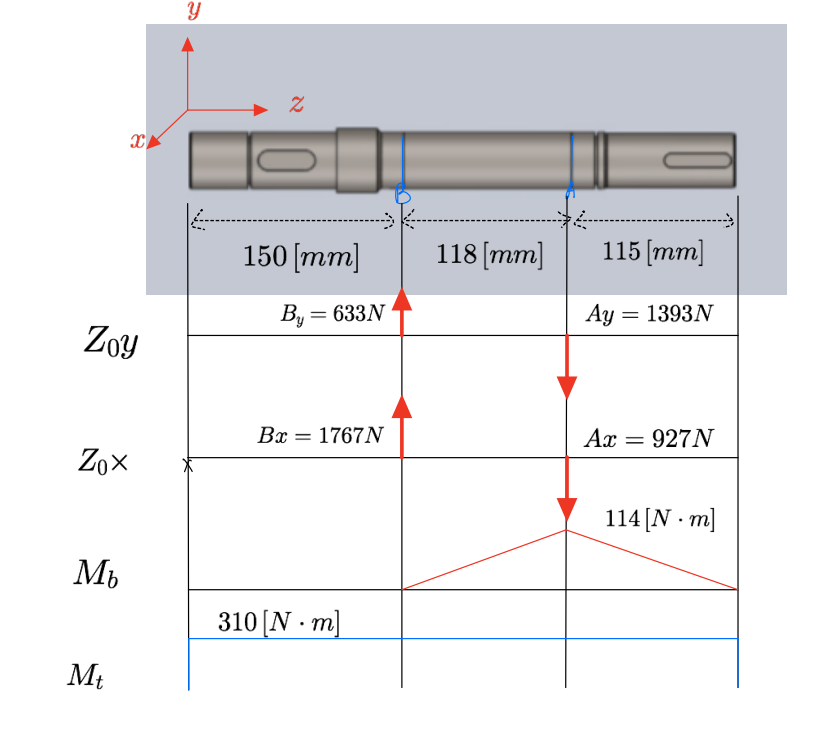 y
z
x
B
A
150 [mm]
118 [mm]
115 [mm]
B_y = 633N
Ay = 1393N
Z_0y
Bx = 1767N
Ax = 927N
Z_0×
x
114 [N · m]
M_b
310 [N · m]
M_t